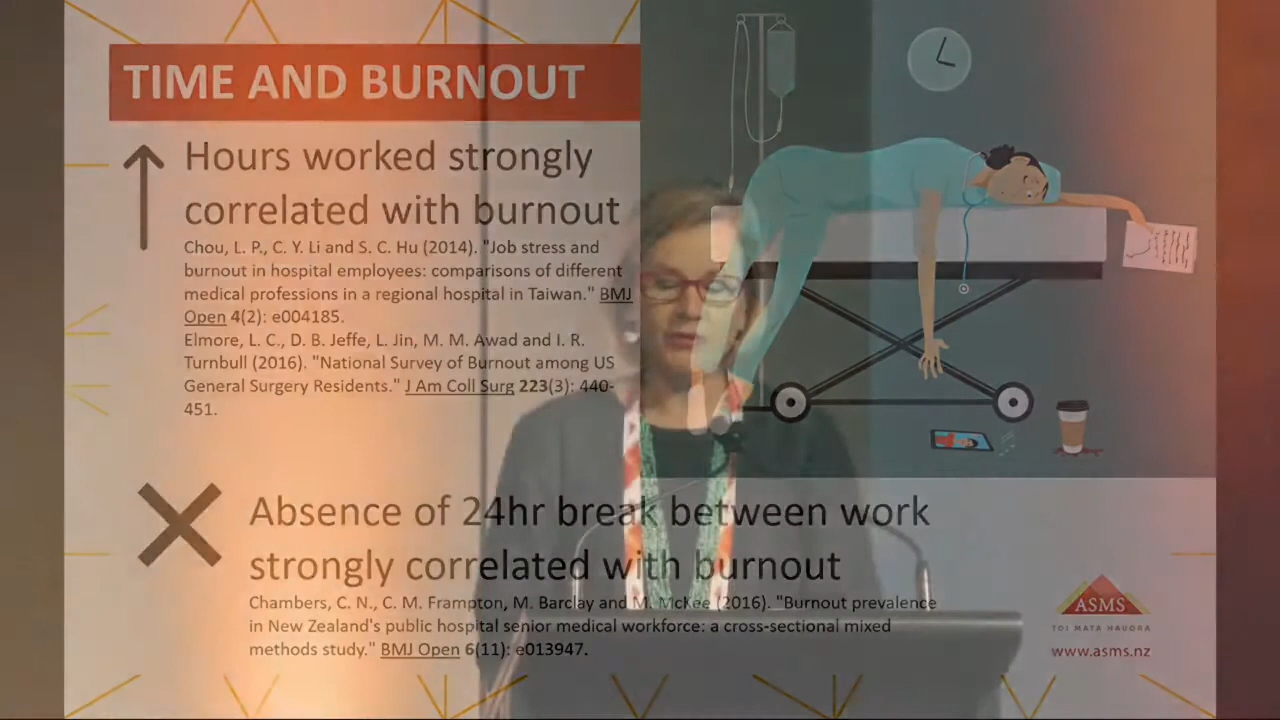 TIME AND BURNOUT
Hours worked strongly
correlated with burnout
Chou, L. P., C. Y. Li and S. C. Hu (2014). "Job stress and
burnout in hospital employees: comparisons of different
medical professions in a regional hospital in Taiwan." BMJ
Open 4(2): e004185.
Elmore, L. C., D. B. Jeffe, L. Jin, M. M. Awad and I. R.
Turnbull (2016). "National Survey of Burnout among US
General Surgery Residents." J Am Coll Surg 223(3): 440-
451.
Absence of 24hr break between work
strongly correlated with burnout
Chambers, C. N., C. M. Frampton, M. Barclay and M. McKee (2016). "Burnout prevalence
in New Zealand's public hospital senior medical workforce: a cross-sectional mixed
methods study." BMJ Open 6(11): e013947.
ASMS
TOI MATA HAUORA
www.asms.nz